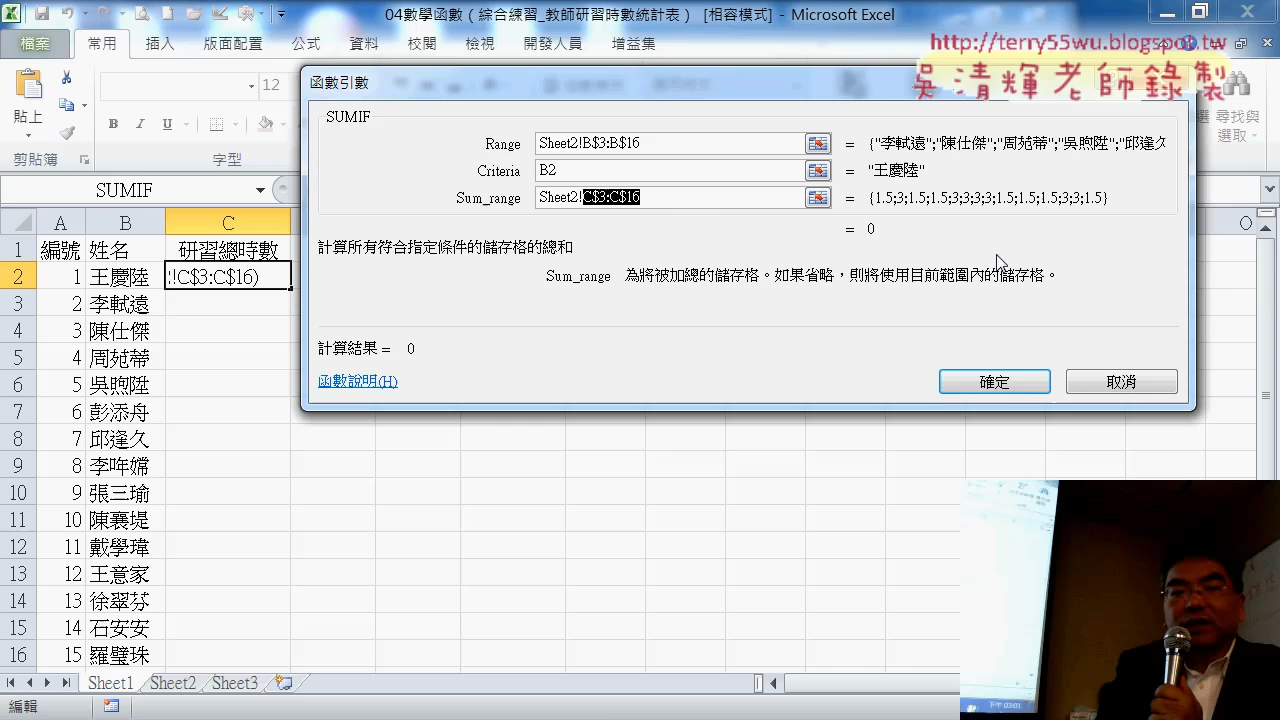 04數學函數（綜合練習_教師研習時數統計表） [相容模式] - Microsoft Excel
檔案 常用 插入 版面配置 公式 資料 校閱 檢視 開發人員 增益集
http://terry55wu.blogspot.tw
吳清輝老師錄製
貼上
12
B I U
尋找與
選取
剪貼簿 字型
函數引數
SUMIF
Range Sheet2!B$3:B$16 = {"李軾遠";"陳仕傑";"周苑蒂";"吳煦陞";"邱逢久
Criteria B2 = "王慶陸"
Sum_range Sheet2!C$3:C$16 = {1.5;3;1.5;1.5;3;3;3;3;1.5;1.5;1.5;3;3;1.5}
= 0
計算所有符合指定條件的儲存格的總和
Sum_range 為將被加總的儲存格。如果省略，則將使用目前範圍內的儲存格。
計算結果 = 0
函數說明(H)
確定 取消
SUMIF
A B C O
1 編號 姓名 研習總時數
2 1 王慶陸 !C$3:C$16)
3 2 李軾遠
4 3 陳仕傑
5 4 周苑蒂
6 5 吳煦陞
7 6 彭添舟
8 7 邱逢久
9 8 李哖嫦
10 9 張三瑜
11 10 陳襄堤
12 11 戴學瑋
13 12 王意家
14 13 徐翠芬
15 14 石安安
16 15 羅璧珠
Sheet1 Sheet2 Sheet3
編輯